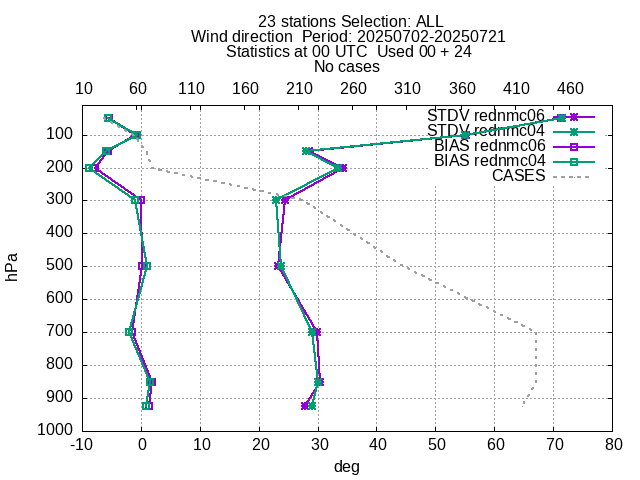 23 stations Selection: ALL
Wind direction  Period: 20250702-20250721
Statistics at 00 UTC  Used 00 + 24
No cases
10 60 110 160 210 260 310 360 410 460
STDV rednmc06
STDV rednmc04
BIAS rednmc06
BIAS rednmc04
CASES
100
200
300
400
500
600
700
800
900
1000
hPa
-10 0 10 20 30 40 50 60 70 80
deg